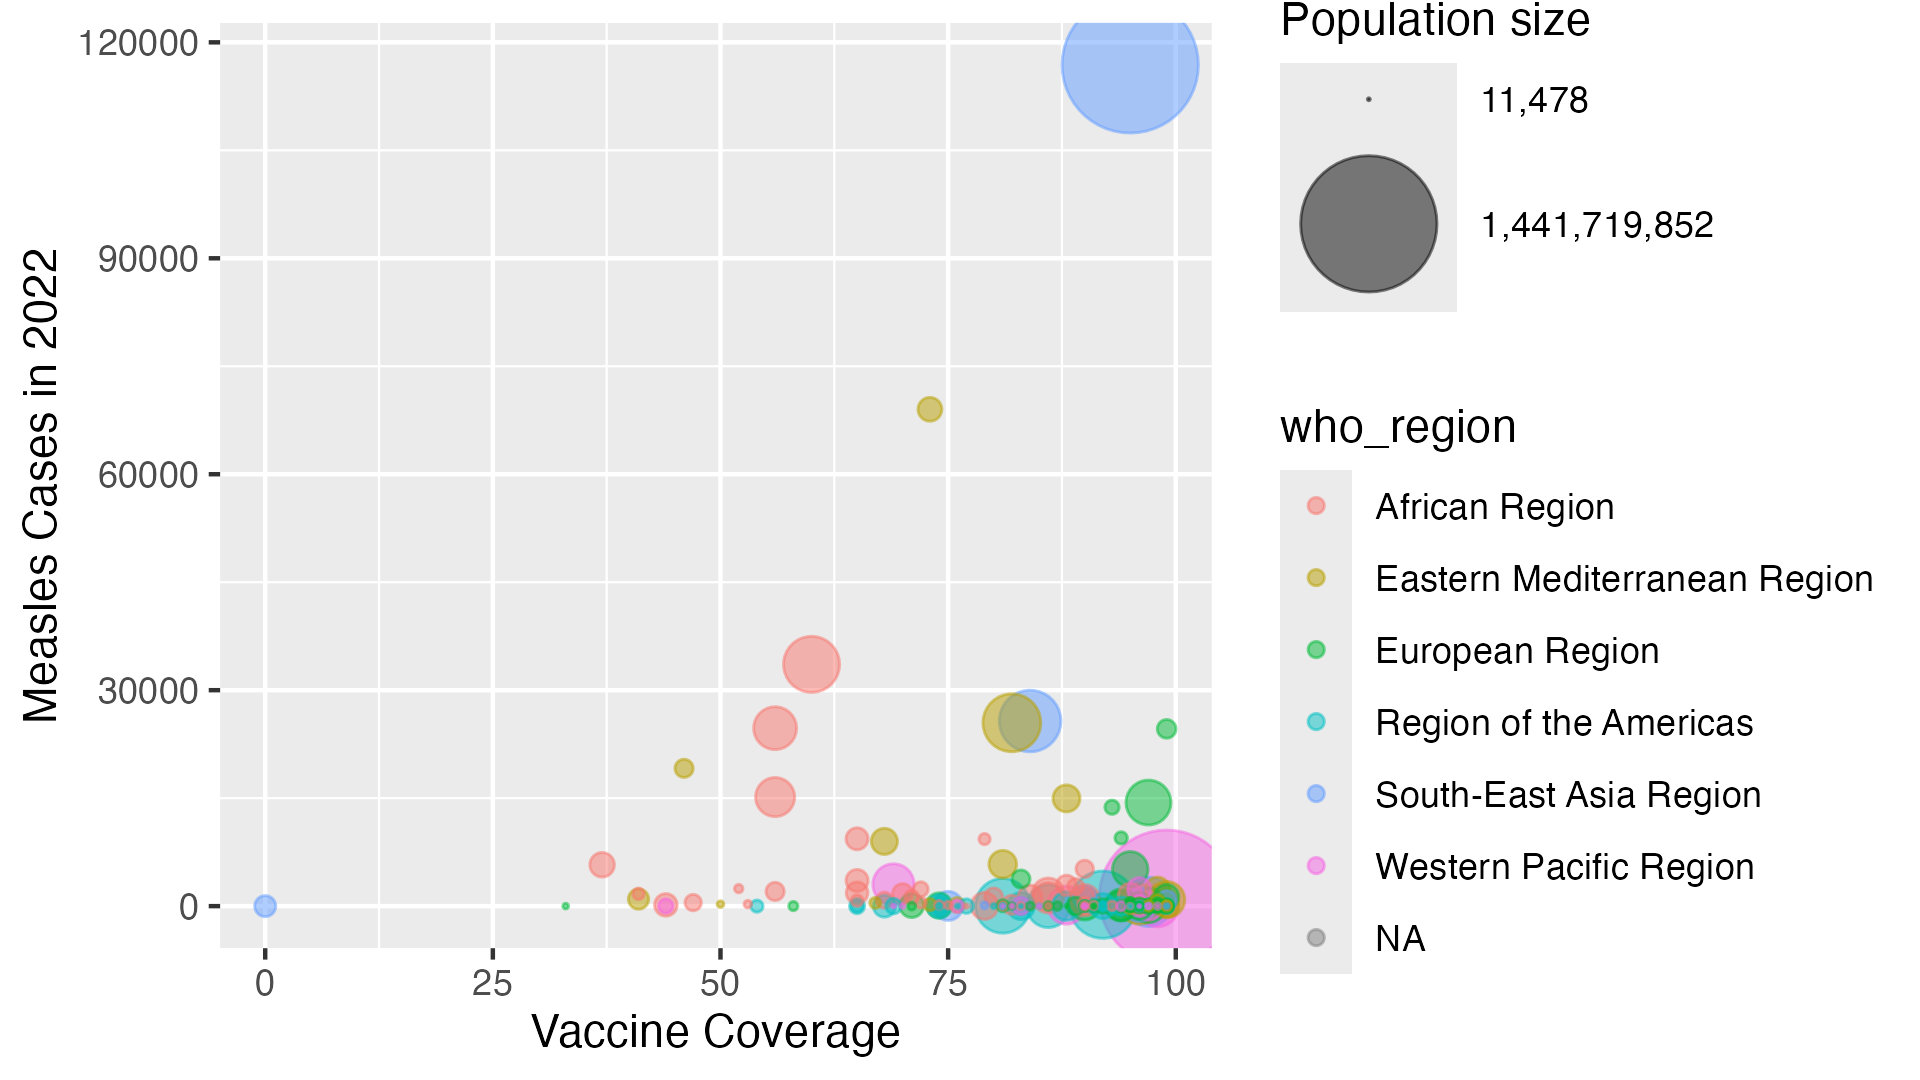 Population size
11,478
1,441,719,852
who_region
African Region
Eastern Mediterranean Region
European Region
Region of the Americas
South-East Asia Region
Western Pacific Region
NA
Measles Cases in 2022
120000
90000
60000
30000
0
0 25 50 75 100
Vaccine Coverage